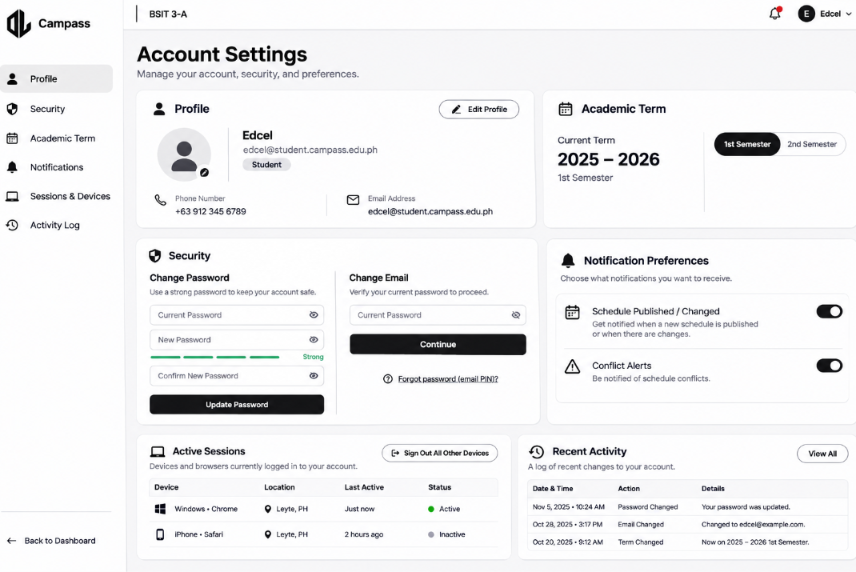 Campass
BSIT 3-A
E Edcel
Profile
Security
Academic Term
Notifications
Sessions & Devices
Activity Log
Back to Dashboard
Account Settings
Manage your account, security, and preferences.
Profile
Edit Profile
Edcel
edcel@student.campass.edu.ph
Student
Phone Number
+63 912 345 6789
Email Address
edcel@student.campass.edu.ph
Academic Term
Current Term
2025 – 2026
1st Semester
1st Semester 2nd Semester
Security
Change Password
Use a strong password to keep your account safe.
Current Password
New Password
Strong
Confirm New Password
Update Password
Change Email
Verify your current password to proceed.
Current Password
Continue
Forgot password (email PIN)?
Notification Preferences
Choose what notifications you want to receive.
Schedule Published / Changed
Get notified when a new schedule is published
or when there are changes.
Conflict Alerts
Be notified of schedule conflicts.
Active Sessions
Sign Out All Other Devices
Devices and browsers currently logged in to your account.
Device Location Last Active Status
Windows • Chrome Leyte, PH Just now Active
iPhone • Safari Leyte, PH 2 hours ago Inactive
Recent Activity
View All
A log of recent changes to your account.
Date & Time Action Details
Nov 5, 2025 • 10:24 AM Password Changed Your password was updated.
Oct 28, 2025 • 3:17 PM Email Changed Changed to edcel@example.com.
Oct 20, 2025 • 9:12 AM Term Changed Now on 2025 – 2026 1st Semester.